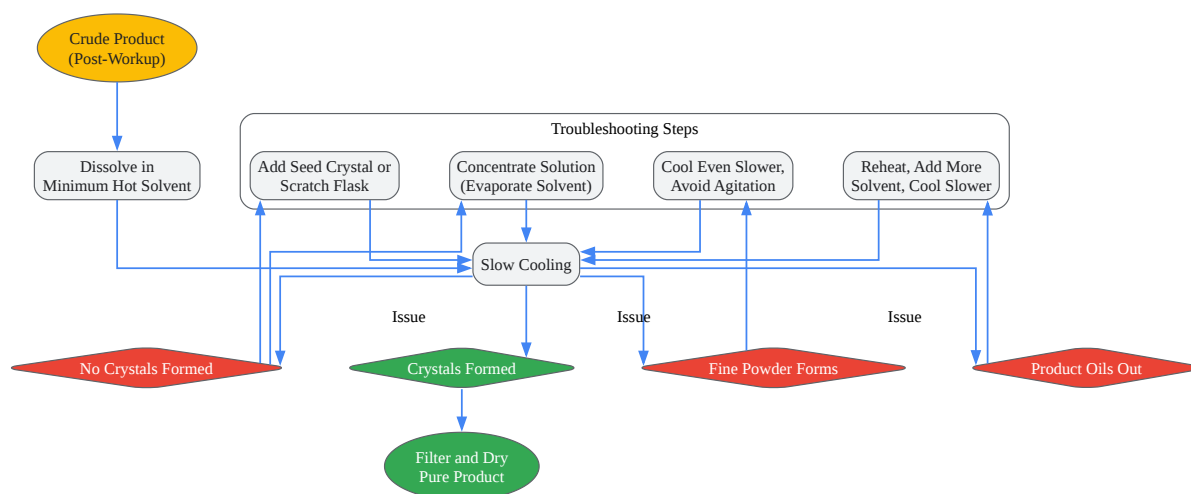 Crude Product
(Post-Workup)
Troubleshooting Steps
Dissolve in
Minimum Hot Solvent
Add Seed Crystal or
Scratch Flask
Concentrate Solution
(Evaporate Solvent)
Cool Even Slower,
Avoid Agitation
Reheat, Add More
Solvent, Cool Slower
Slow Cooling
Issue
Issue
Issue
No Crystals Formed
Crystals Formed
Fine Powder Forms
Product Oils Out
Filter and Dry
Pure Product